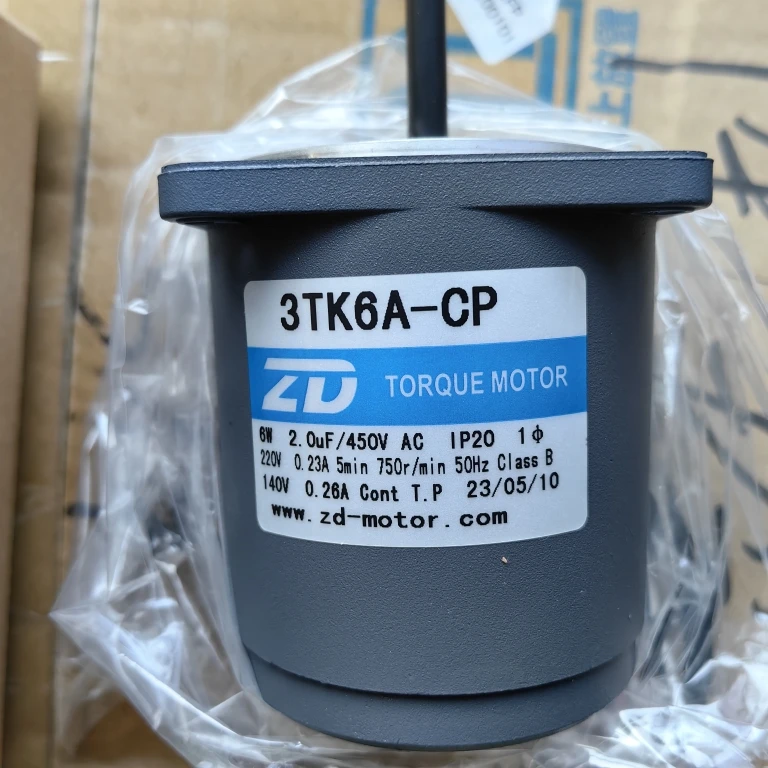 3TK6A-CP
ZD TORQUE MOTOR
6W 2.0uF/450V AC IP20 1ф
220V 0.23A 5min 750r/min 50Hz Class B
140V 0.26A Cont T.P 23/05/10
www.zd-motor.com